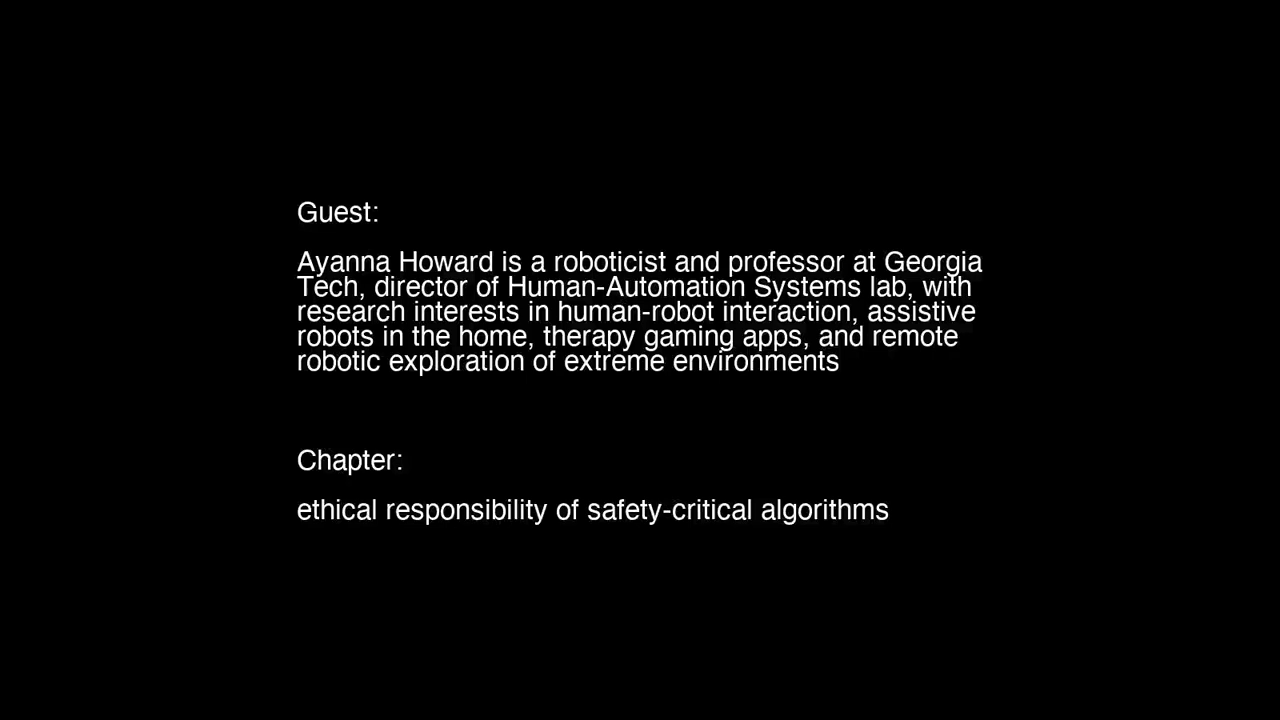 Guest:
Ayanna Howard is a roboticist and professor at Georgia
Tech, director of Human-Automation Systems lab, with
research interests in human-robot interaction, assistive
robots in the home, therapy gaming apps, and remote
robotic exploration of extreme environments
Chapter:
ethical responsibility of safety-critical algorithms